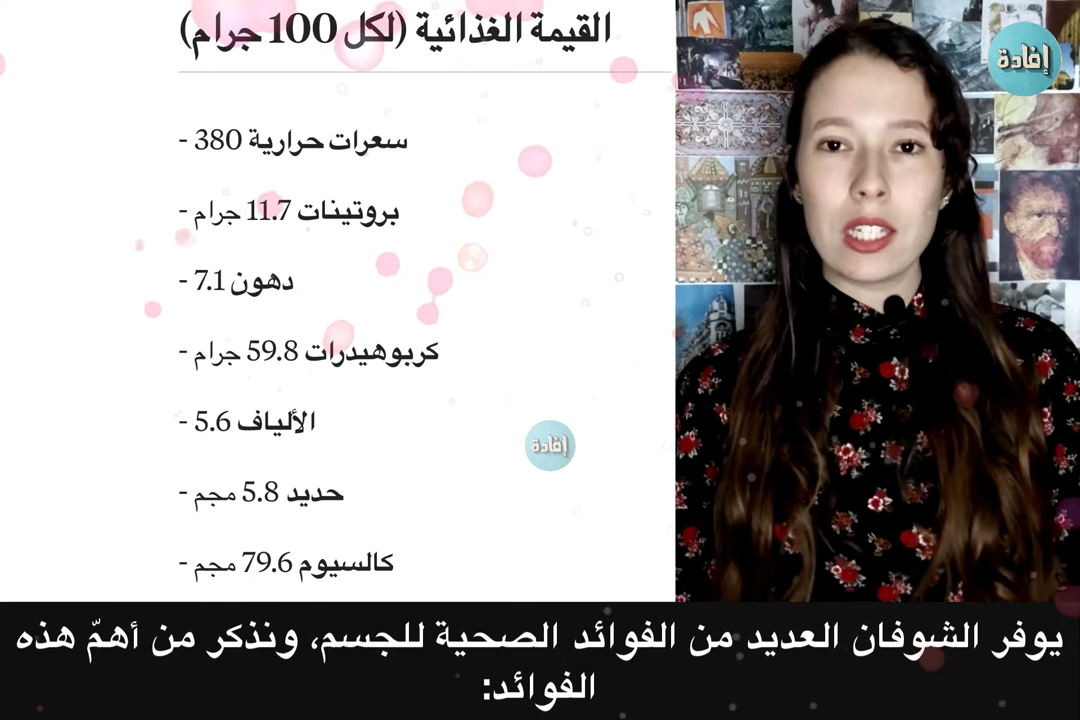 القيمة الغذائية (لكل 100 جرام)
إفادة
سعرات حرارية 380 -
بروتينات 11.7 جرام -
دهون 7.1 -
كربوهيدرات 59.8 جرام -
الألياف 5.6 -
إفادة
حديد 5.8 مجم -
كالسيوم 79.6 مجم -
يوفر الشوفان العديد من الفوائد الصحية للجسم، ونذكر من أهمّ هذه
الفوائد: